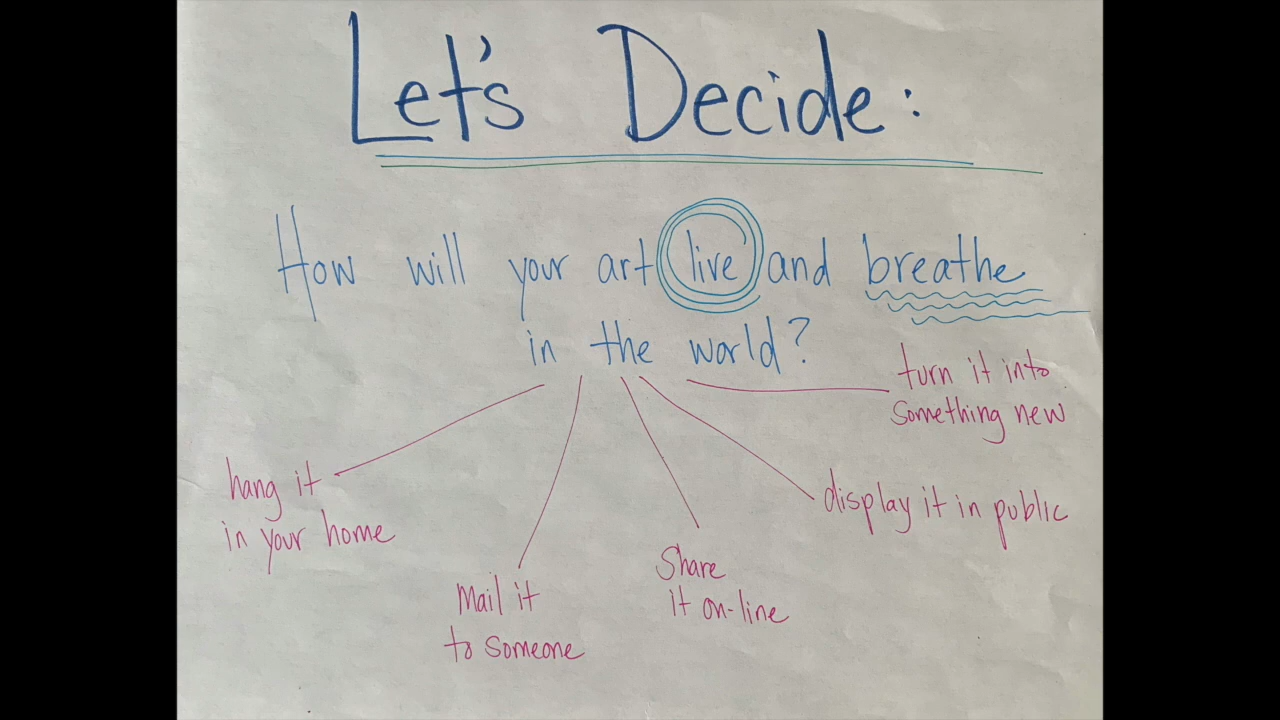 Let's Decide:
How will your art live and breathe
in the world?
turn it into
something new
hang it
in your home
display it in public
Mail it
to someone
Share
it on-line